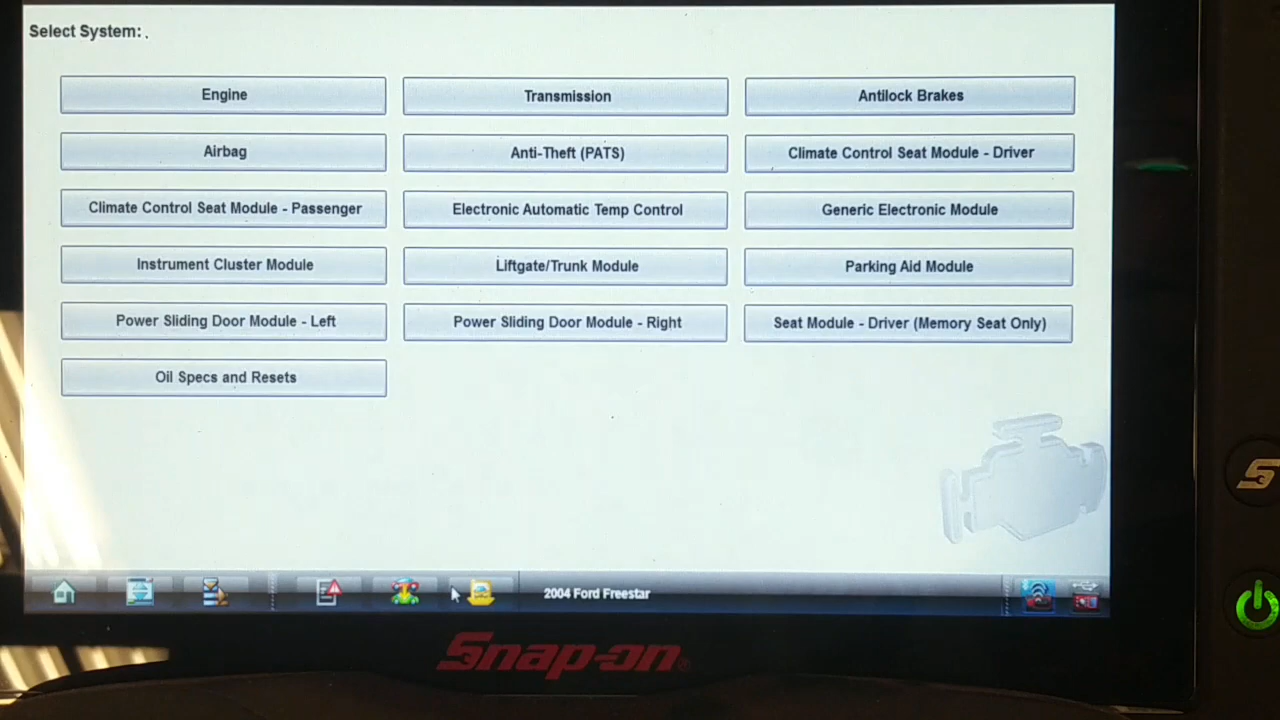 Select System: .
Engine
Transmission
Antilock Brakes
Airbag
Anti-Theft (PATS)
Climate Control Seat Module - Driver
Climate Control Seat Module - Passenger
Electronic Automatic Temp Control
Generic Electronic Module
Instrument Cluster Module
Liftgate/Trunk Module
Parking Aid Module
Power Sliding Door Module - Left
Power Sliding Door Module - Right
Seat Module - Driver (Memory Seat Only)
Oil Specs and Resets
2004 Ford Freestar
Snap-on®